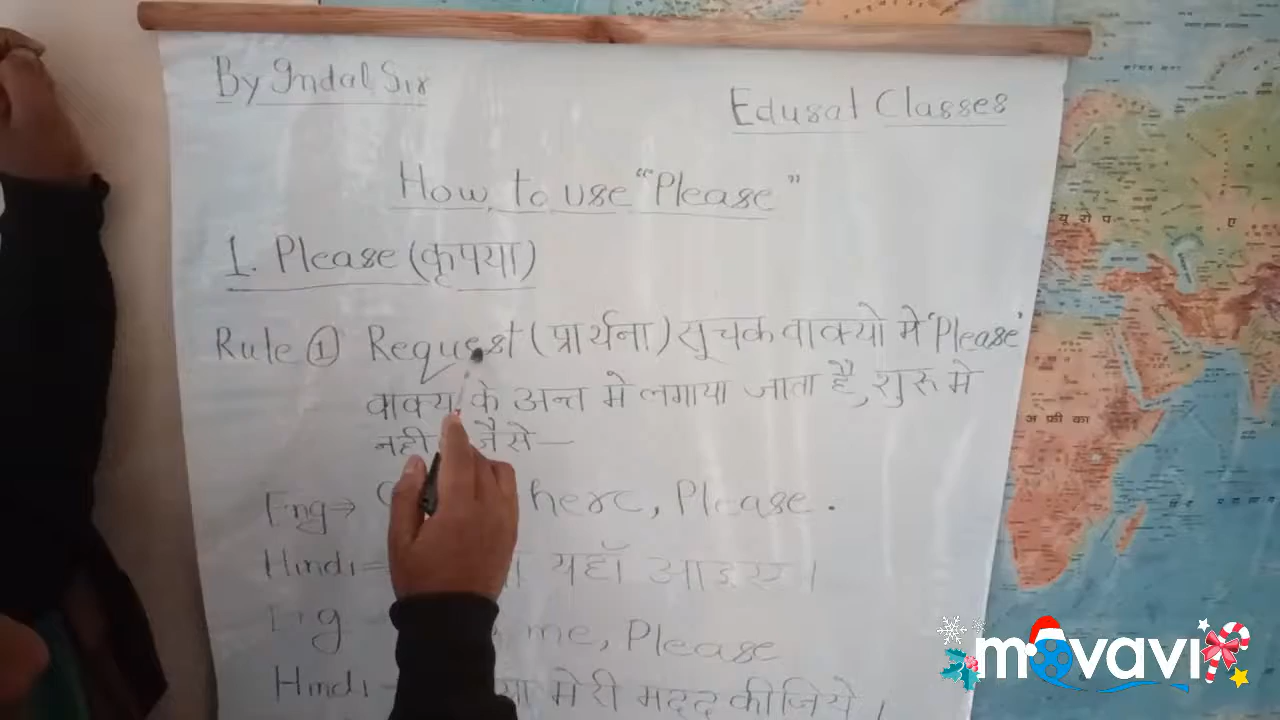 By Indal Sir
Edusat Classes
How to use "Please"
1. Please (कृपया)
Rule ① Request (प्रार्थना) सूचक वाक्यो मे 'Please'
वाक्य के अन्त मे लगाया जाता है, शुरू मे
नही जैसे —
Eng → here, Please.
Hindi = यहाँ आइए।
me, Please
Hindi - मेरी मदद कीजिये।
यू रो प
ए
अ फ्री का
movavi